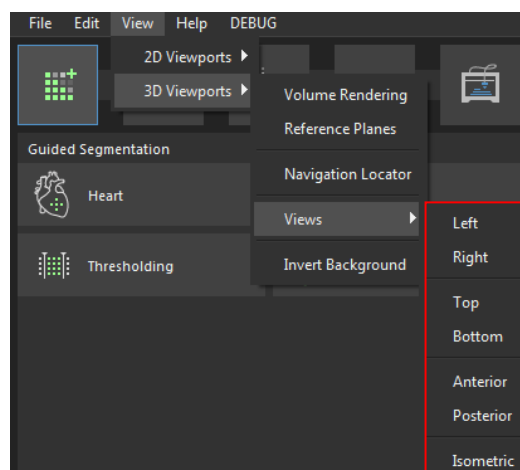 File Edit View Help DEBUG
2D Viewports
3D Viewports
Volume Rendering
Reference Planes
Guided Segmentation
Navigation Locator
Heart
Views
Left
Right
Thresholding
Invert Background
Top
Bottom
Anterior
Posterior
Isometric